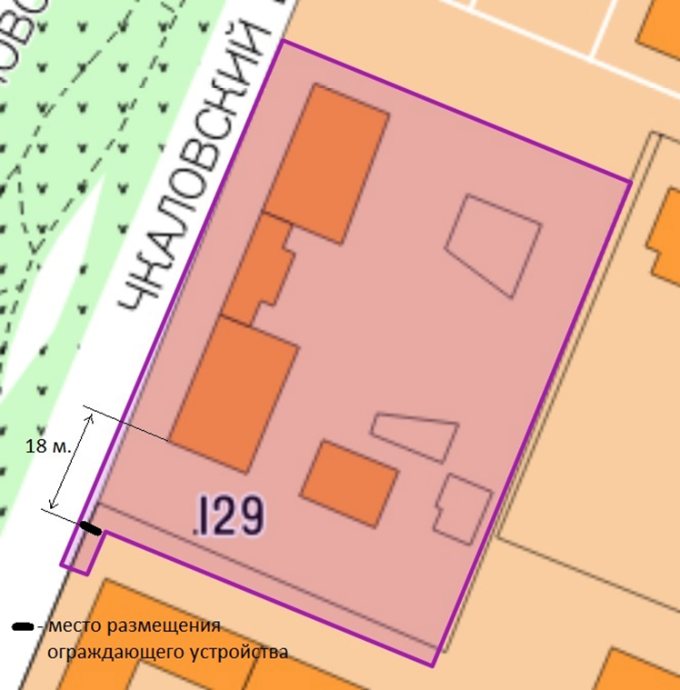 ЧКАЛОВСКИЙ
18 м.
.129
- место размещения
ограждающего устройства